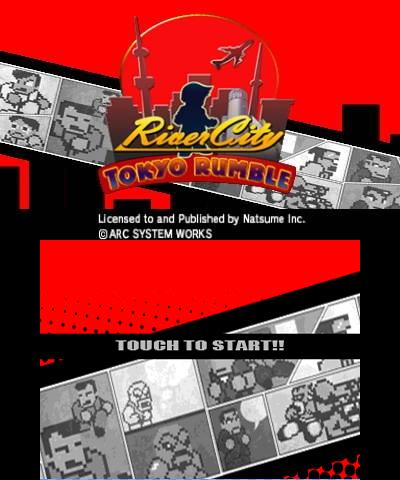 River City
TOKYO RUMBLE
Licensed to and Published by Natsume Inc.
©ARC SYSTEM WORKS
TOUCH TO START!!